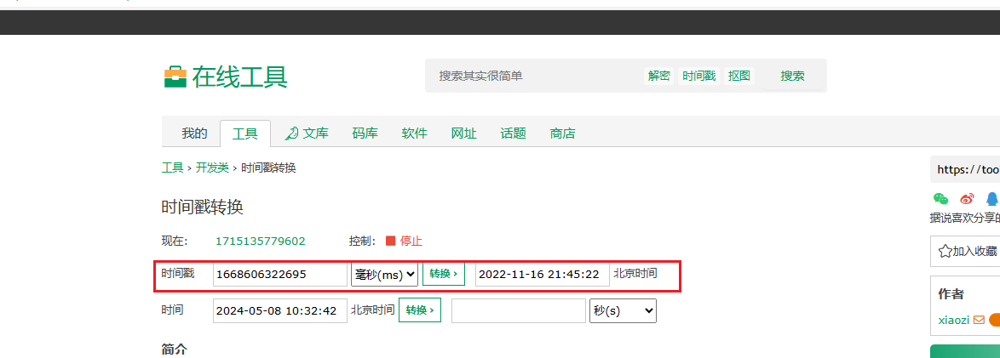 在线工具
搜索其实很简单 解密 时间戳 抠图 搜索
我的 工具 文库 码库 软件 网址 话题 商店
工具 › 开发类 › 时间戳转换
https://too
时间戳转换
据说喜欢分享的
现在: 1715135779602 控制: 停止
加入收藏
时间戳 1668606322695 毫秒(ms) 转换 › 2022-11-16 21:45:22 北京时间
作者
时间 2024-05-08 10:32:42 北京时间 转换 › 秒(s)
xiaozi
简介